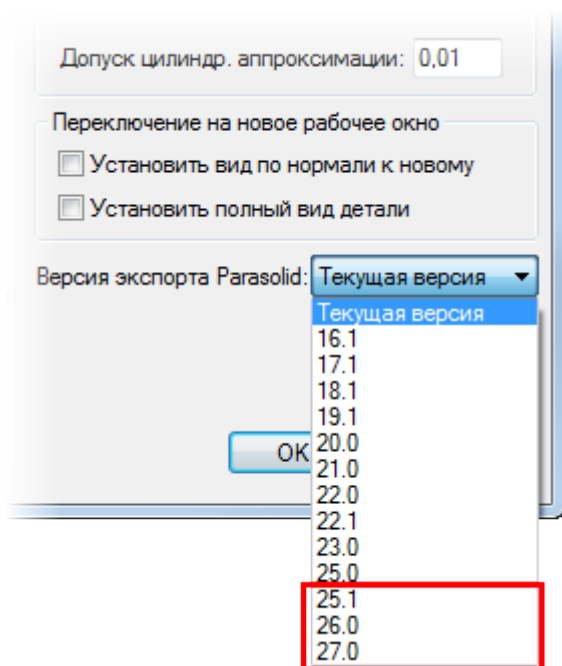 Допуск цилиндр. аппроксимации: 0,01
Переключение на новое рабочее окно
Установить вид по нормали к новому
Установить полный вид детали
Версия экспорта Parasolid: Текущая версия
Текущая версия
16.1
17.1
18.1
19.1
20.0
OK
21.0
22.0
22.1
23.0
25.0
25.1
26.0
27.0